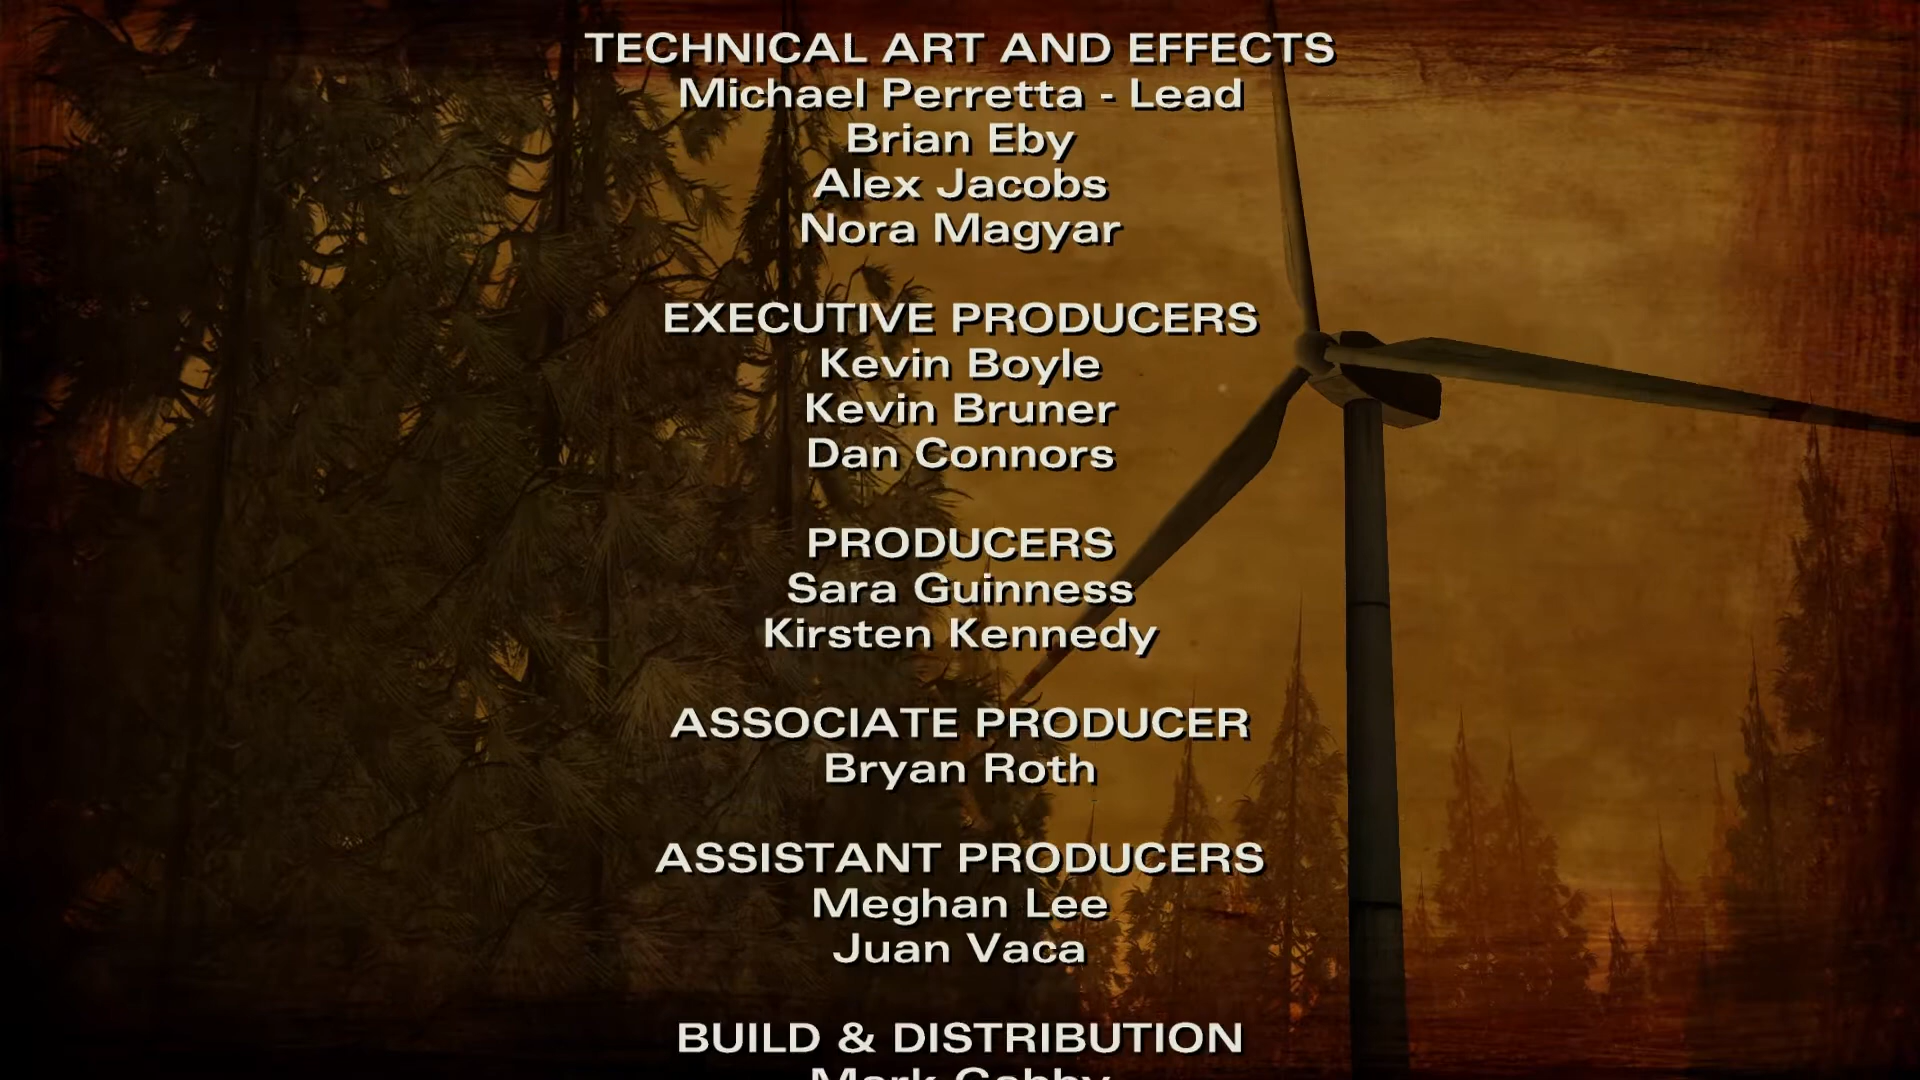 TECHNICAL ART AND EFFECTS
Michael Perretta - Lead
Brian Eby
Alex Jacobs
Nora Magyar
EXECUTIVE PRODUCERS
Kevin Boyle
Kevin Bruner
Dan Connors
PRODUCERS
Sara Guinness
Kirsten Kennedy
ASSOCIATE PRODUCER
Bryan Roth
ASSISTANT PRODUCERS
Meghan Lee
Juan Vaca
BUILD & DISTRIBUTION
Mark